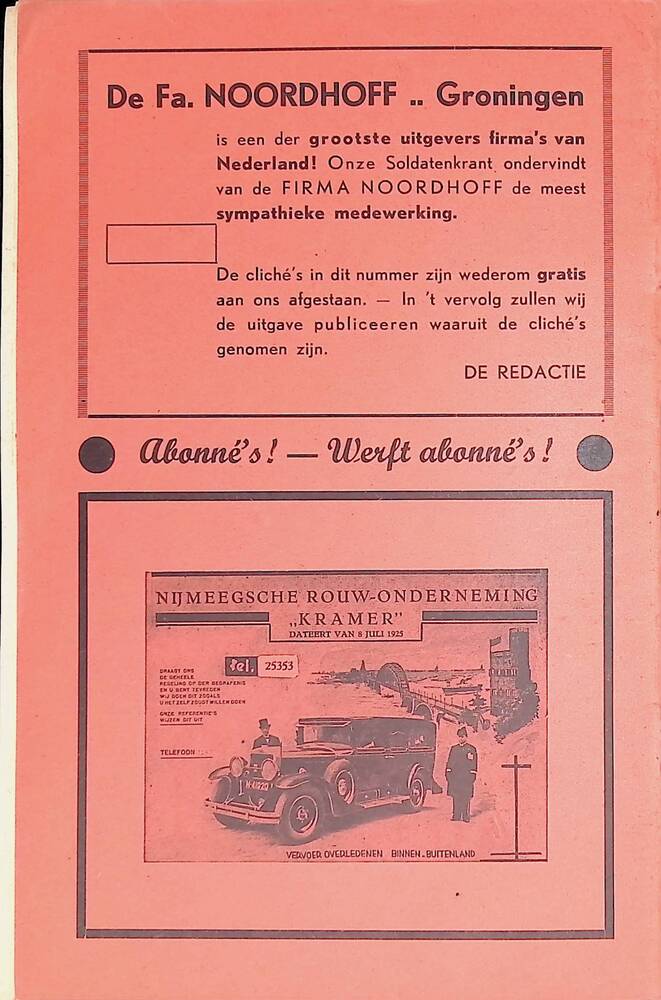 De Fa. NOORDHOFF .. Groningen
is een der grootste uitgevers firma's van
Nederland! Onze Soldatenkrant ondervindt
van de FIRMA NOORDHOFF de meest
sympathieke medewerking.
De cliché's in dit nummer zijn wederom gratis
aan ons afgestaan. — In 't vervolg zullen wij
de uitgave publiceeren waaruit de cliché's
genomen zijn.
DE REDACTIE
Abonné's! — Werft abonné's!
NIJMEEGSCHE ROUW-ONDERNEMING
„KRAMER”
DATEERT VAN 8 JULI 1925
Tel. 25353
DRAAGT ONS
DE GEHEELE
REGELING OP DER BEGRAFENIS
EN U BENT TEVREDEN
WIJ DOEN DIT ZOOALS
U HET ZELF ZOUDT WILLEN DOEN
ONZE REFERENTIE'S
WIJZEN DIT UIT
TELEFOON
VERVOER OVERLEDENEN BINNEN - BUITENLAND